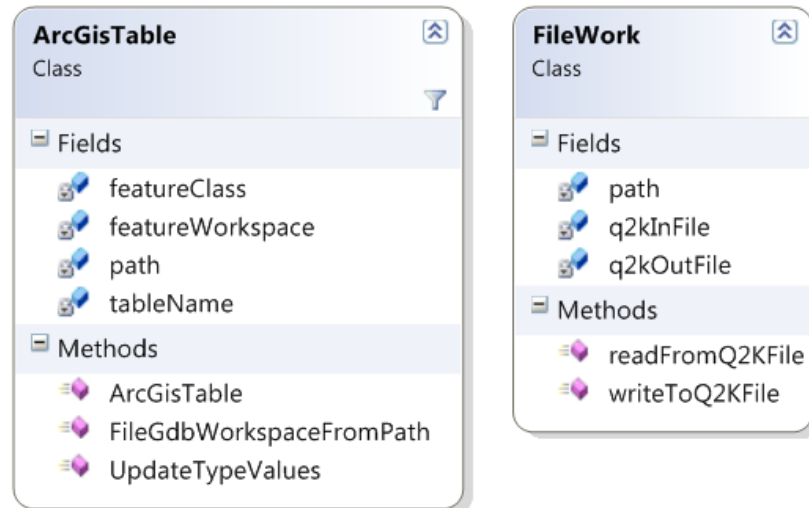 ArcGisTable
Class
Fields
featureClass
featureWorkspace
path
tableName
Methods
ArcGisTable
FileGdbWorkspaceFromPath
UpdateTypeValues
FileWork
Class
Fields
path
q2kInFile
q2kOutFile
Methods
readFromQ2KFile
writeToQ2KFile